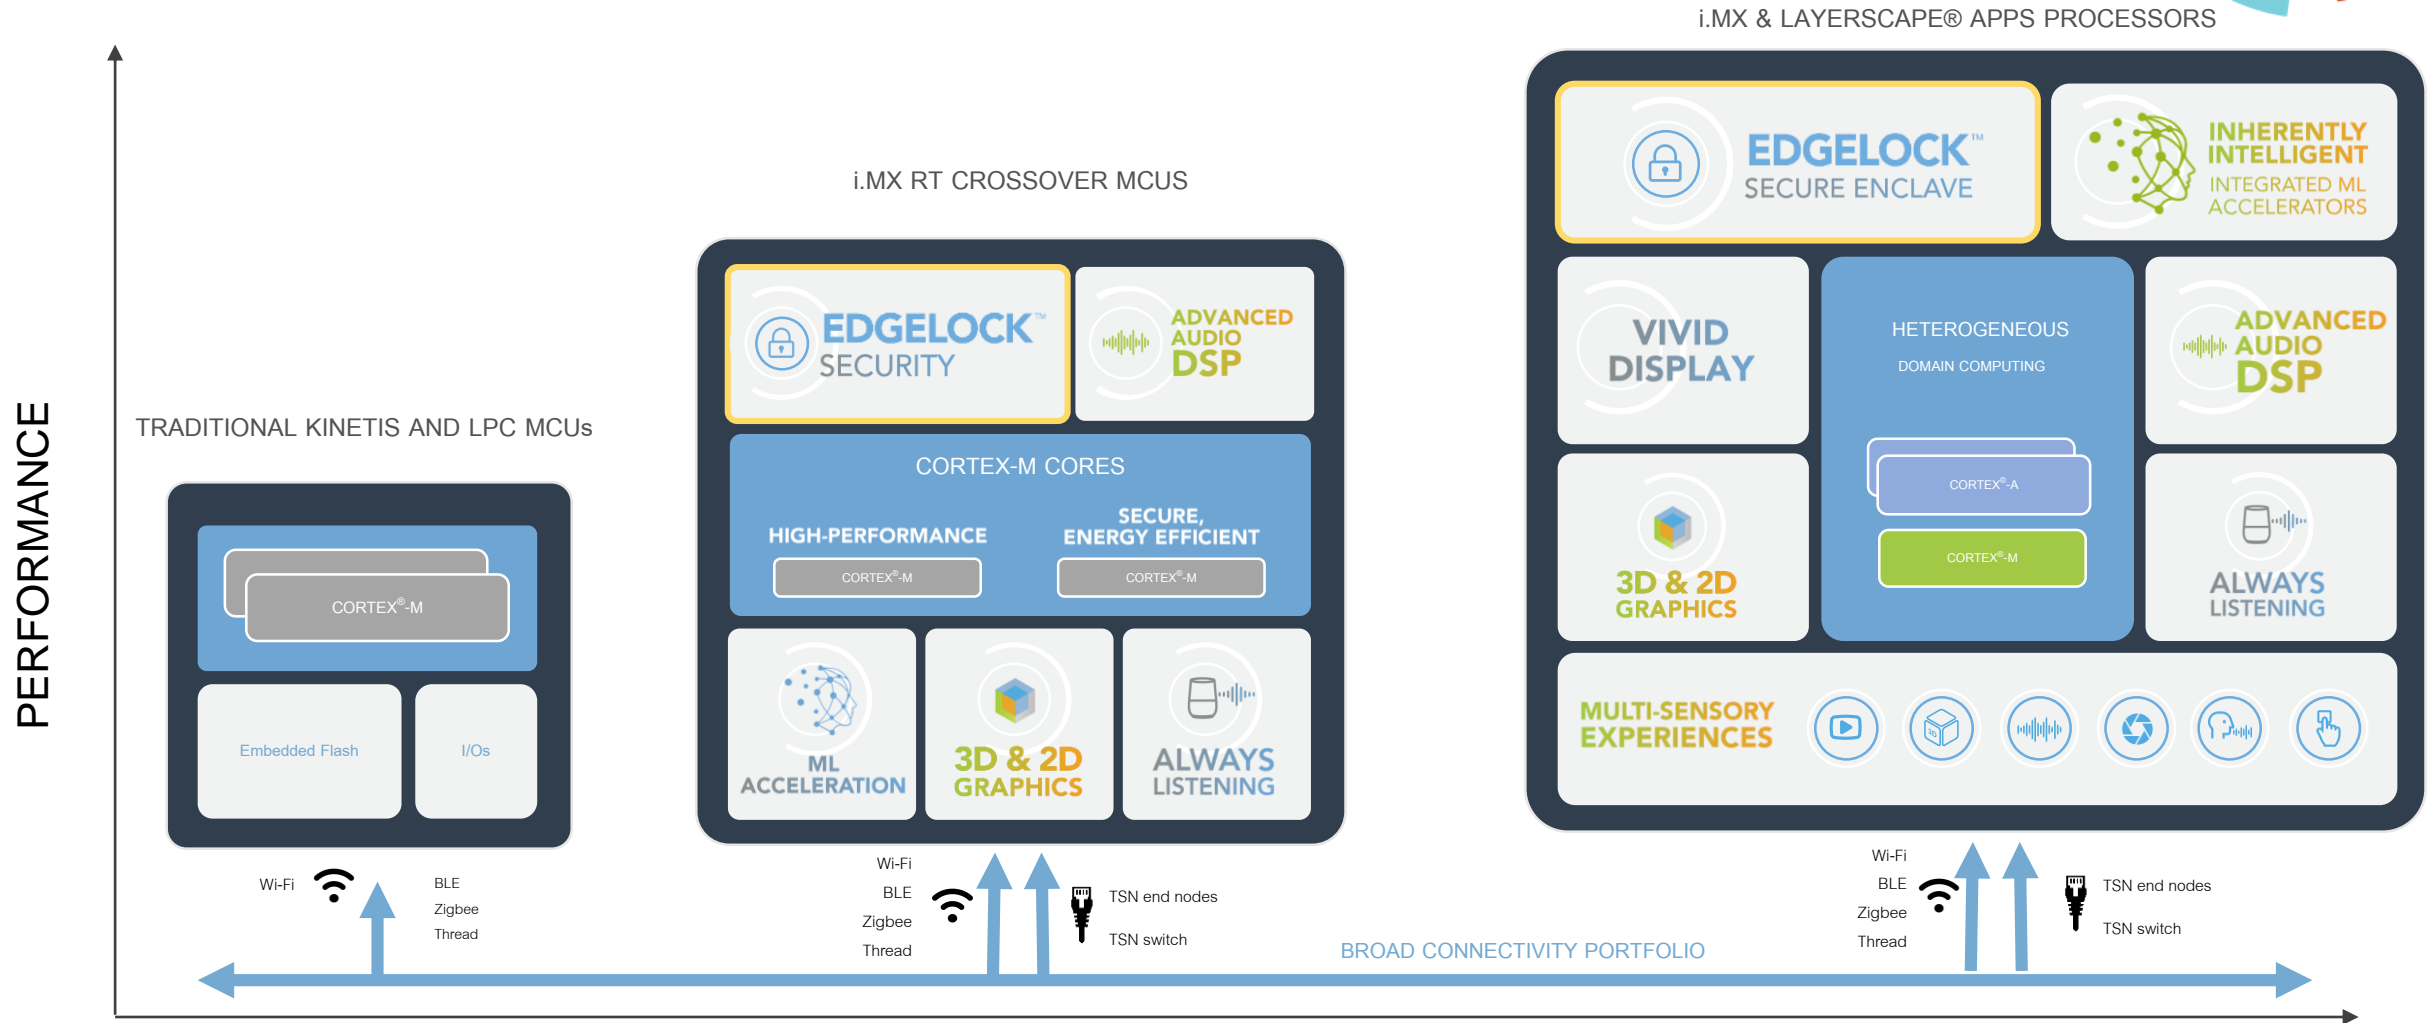 i.MX & LAYERSCAPE® APPS PROCESSORS
PERFORMANCE
TRADITIONAL KINETIS AND LPC MCUs
CORTEX®-M
Embedded Flash
I/Os
Wi-Fi
BLE
Zigbee
Thread
i.MX RT CROSSOVER MCUS
EDGELOCK™
SECURITY
ADVANCED
AUDIO
DSP
CORTEX-M CORES
HIGH-PERFORMANCE
CORTEX®-M
SECURE,
ENERGY EFFICIENT
CORTEX®-M
ML
ACCELERATION
3D & 2D
GRAPHICS
ALWAYS
LISTENING
Wi-Fi
BLE
Zigbee
Thread
TSN end nodes
TSN switch
EDGELOCK™
SECURE ENCLAVE
INHERENTLY
INTELLIGENT
INTEGRATED ML
ACCELERATORS
VIVID
DISPLAY
HETEROGENEOUS
DOMAIN COMPUTING
CORTEX®-A
CORTEX®-M
ADVANCED
AUDIO
DSP
3D & 2D
GRAPHICS
ALWAYS
LISTENING
MULTI-SENSORY
EXPERIENCES
3D
Wi-Fi
BLE
Zigbee
Thread
TSN end nodes
TSN switch
BROAD CONNECTIVITY PORTFOLIO